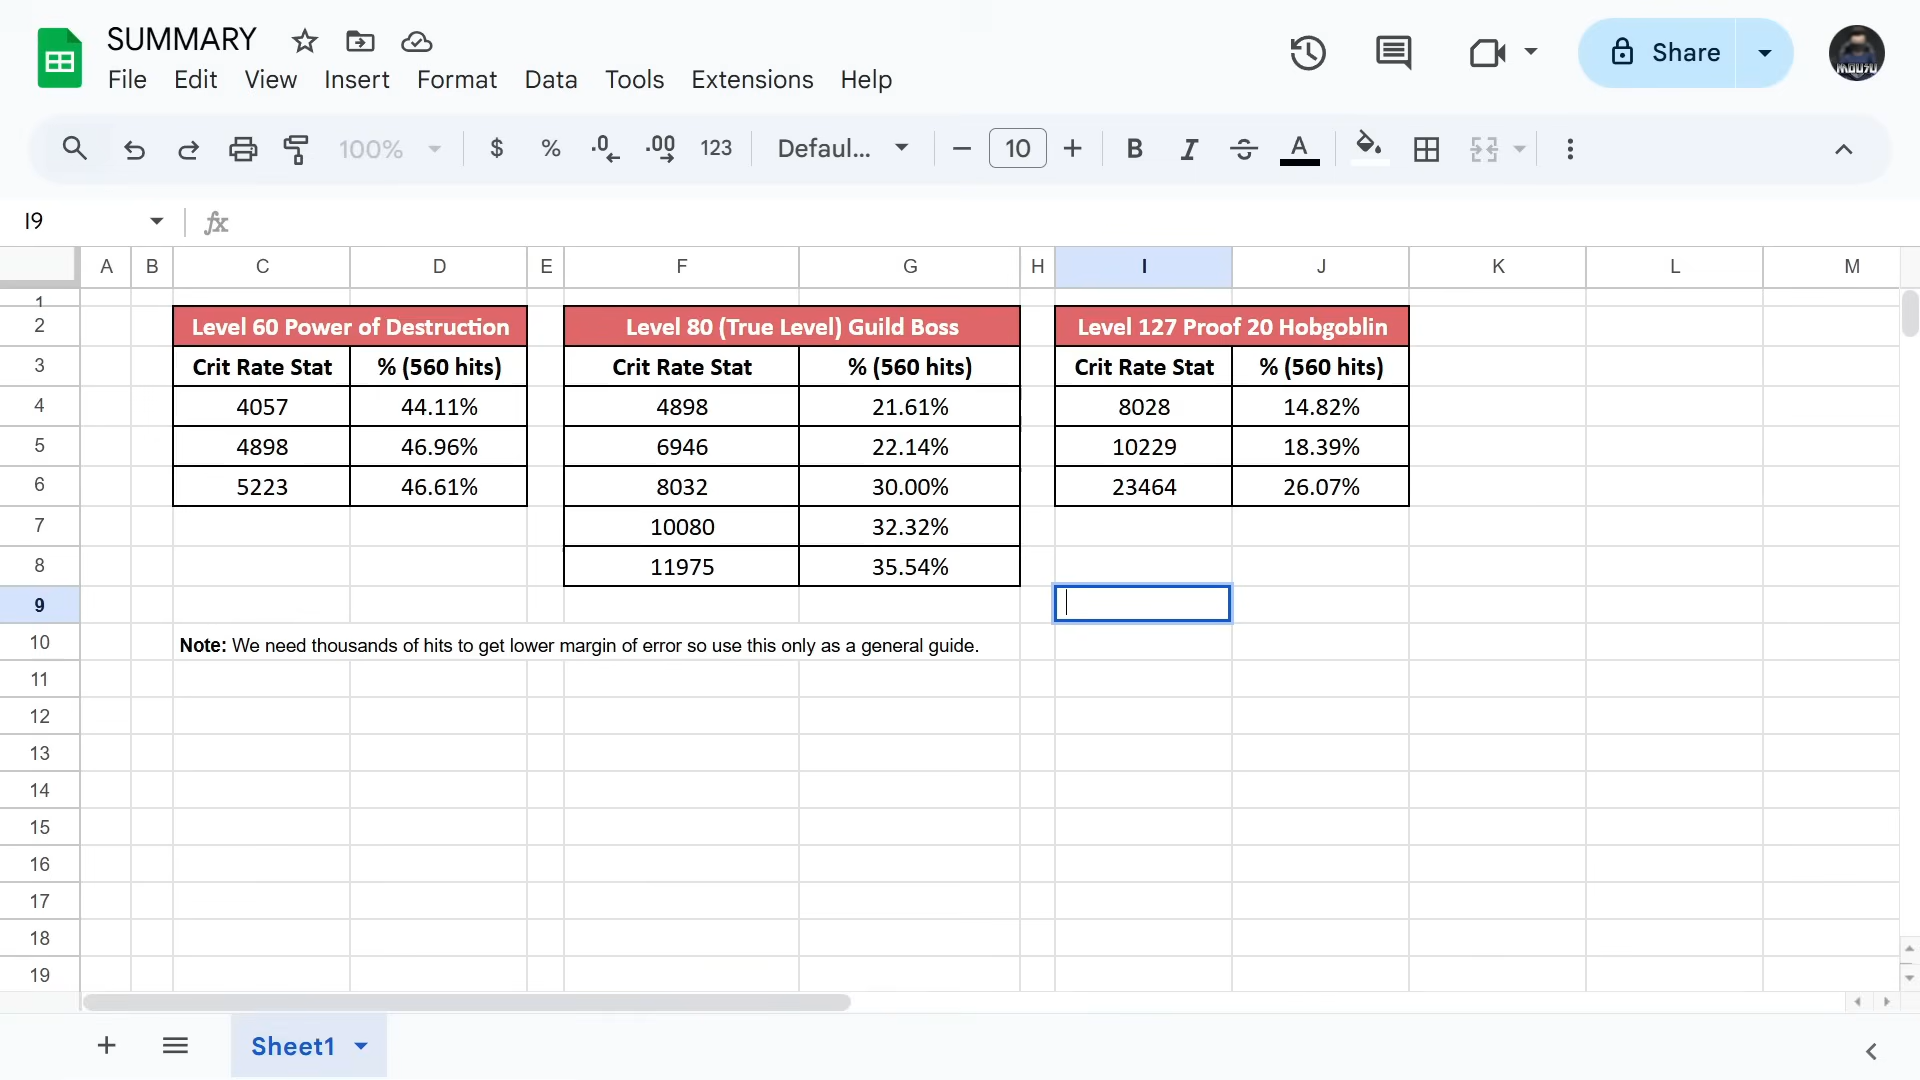 SUMMARY
File Edit View Insert Format Data Tools Extensions Help
Share
100% $ % .0 .00 123 Defaul... 10 B I A
I9 fx
A B C D E F G H I J K L M
1
2 Level 60 Power of Destruction Level 80 (True Level) Guild Boss Level 127 Proof 20 Hobgoblin
3 Crit Rate Stat % (560 hits) Crit Rate Stat % (560 hits) Crit Rate Stat % (560 hits)
4 4057 44.11% 4898 21.61% 8028 14.82%
5 4898 46.96% 6946 22.14% 10229 18.39%
6 5223 46.61% 8032 30.00% 23464 26.07%
7 10080 32.32%
8 11975 35.54%
9
10 Note: We need thousands of hits to get lower margin of error so use this only as a general guide.
11
12
13
14
15
16
17
18
19
Sheet1